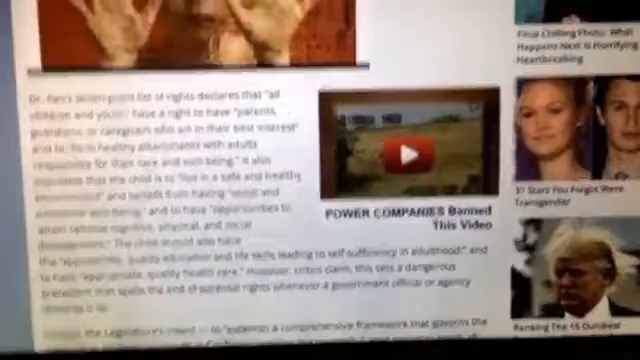 Dr. Pan's seven-point list of rights declares that "all
children and youth" have a right to have "parents,
guardians, or caregivers who act in their best interest"
and to "form healthy attachments with adults
responsible for their care and well-being." It also
that the child is to "live in a safe and healthy
environment" and benefit from having "social and
emotional well-being," and to have "opportunities to
attain optimal cognitive, physical, and social
development." The child should also have
the "appropriate, quality education and life skills leading to self-sufficiency in adulthood;" and
to have "appropriate, quality health care." However, critics claim, this sets a dangerous
precedent that spells the end of parental rights whenever a government official or agency
the Legislature's intent — to "establish a comprehensive framework that governs the
POWER COMPANIES Banned
This Video
Final Chilling Photo: What
Happens Next Is Horrifying
Heartbreaking
31 Stars You Forgot Were
Transgender
Ranking The 15 Dumbest